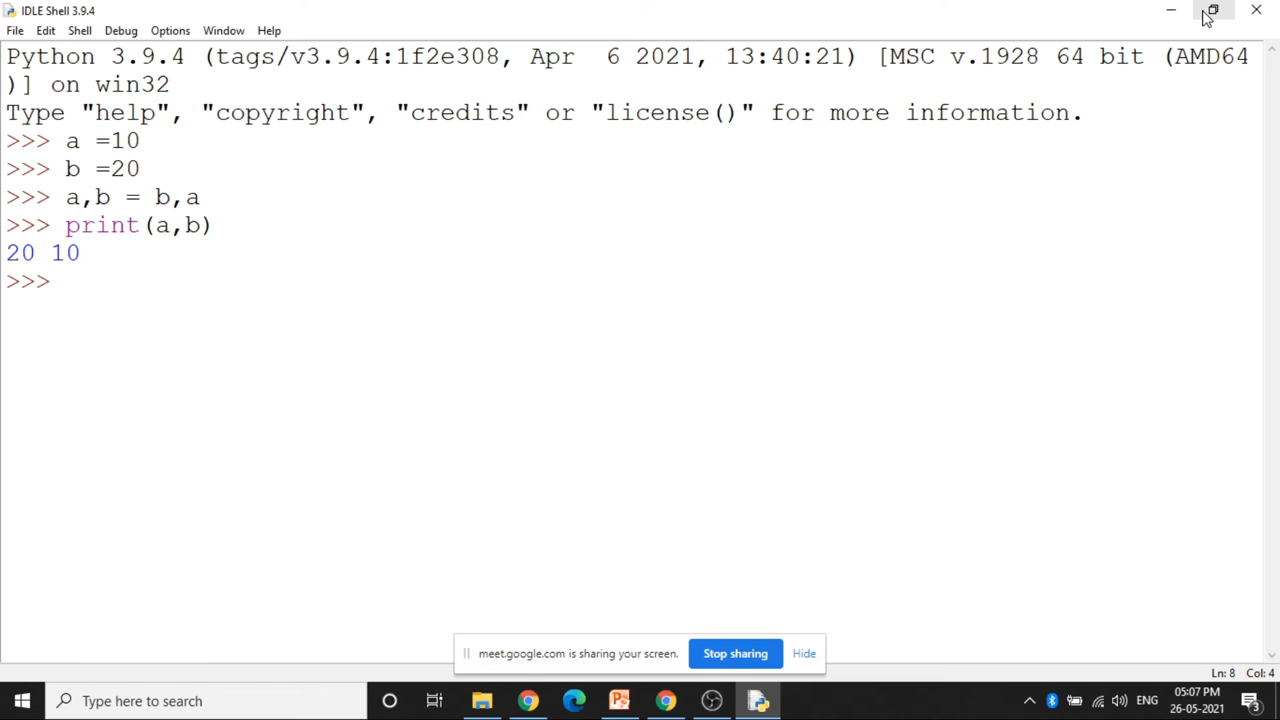 IDLE Shell 3.9.4
File Edit Shell Debug Options Window Help
Python 3.9.4 (tags/v3.9.4:1f2e308, Apr  6 2021, 13:40:21) [MSC v.1928 64 bit (AMD64
)] on win32
Type "help", "copyright", "credits" or "license()" for more information.
>>> a =10
>>> b =20
>>> a,b = b,a
>>> print(a,b)
20 10
>>>
meet.google.com is sharing your screen. Stop sharing Hide
Ln: 8 Col: 4
Type here to search
ENG
05:07 PM
26-05-2021
3